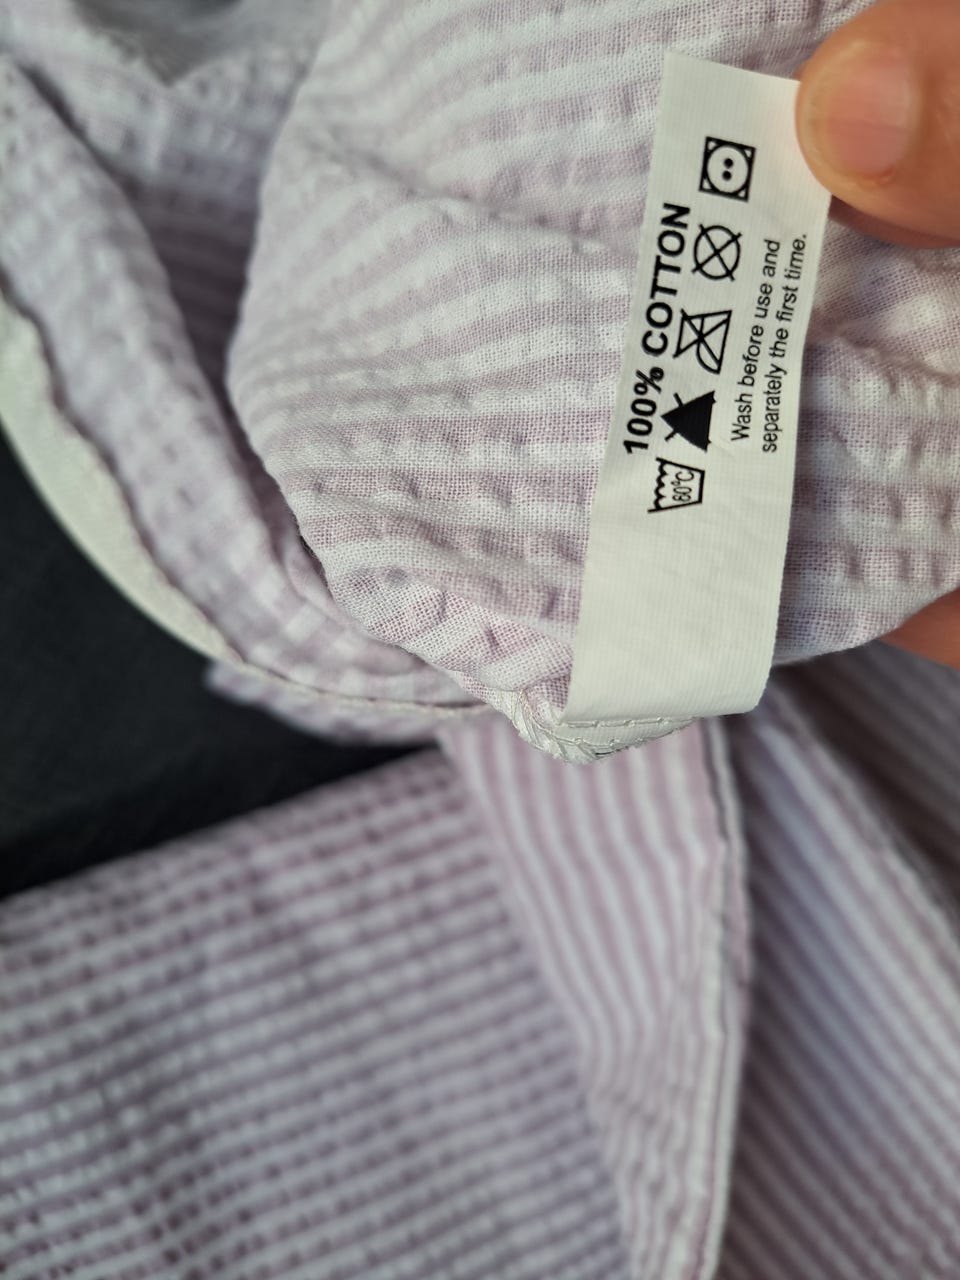 100% COTTON
60°C
Wash before use and
separately the first time.